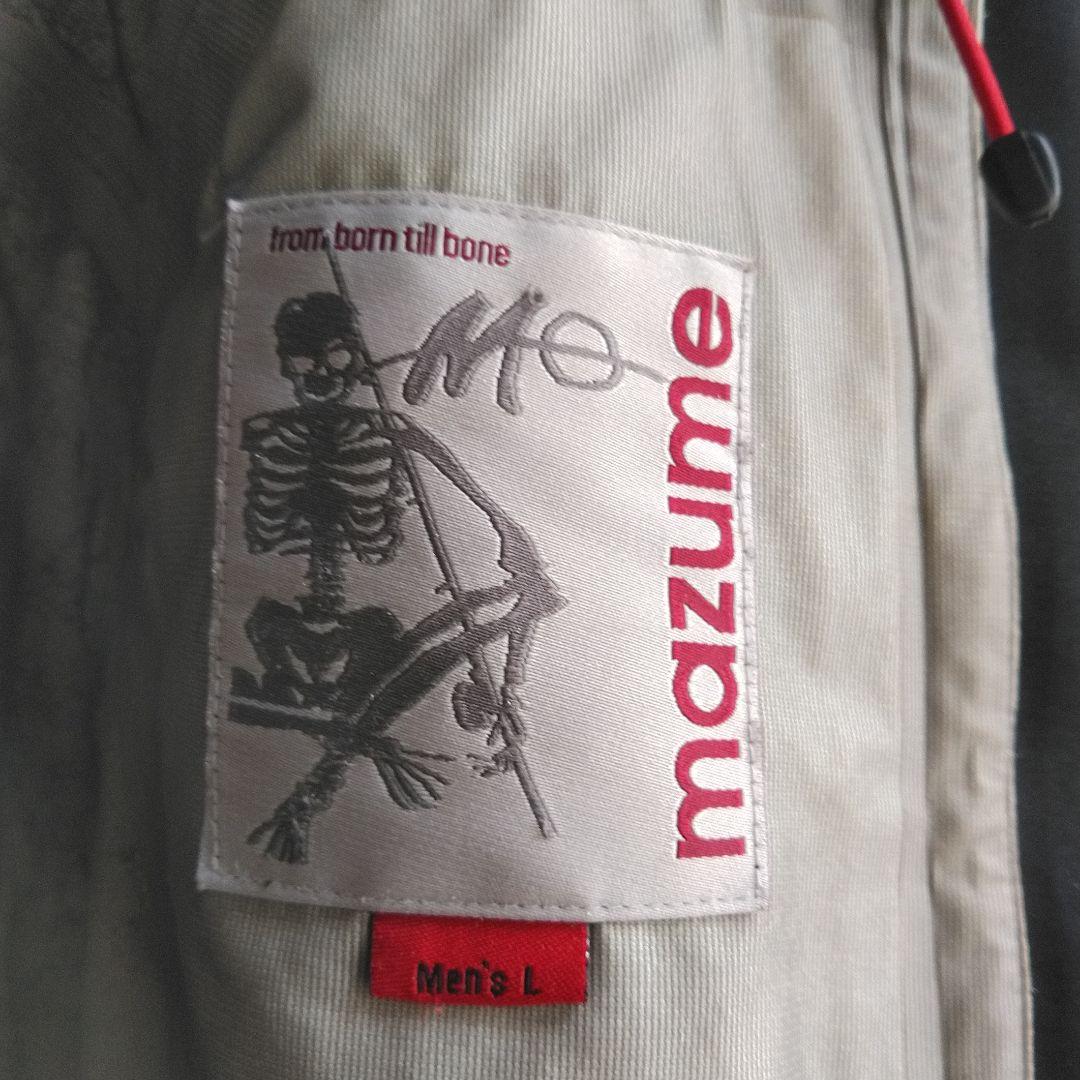 from born till bone
MO
mazume
Men's L